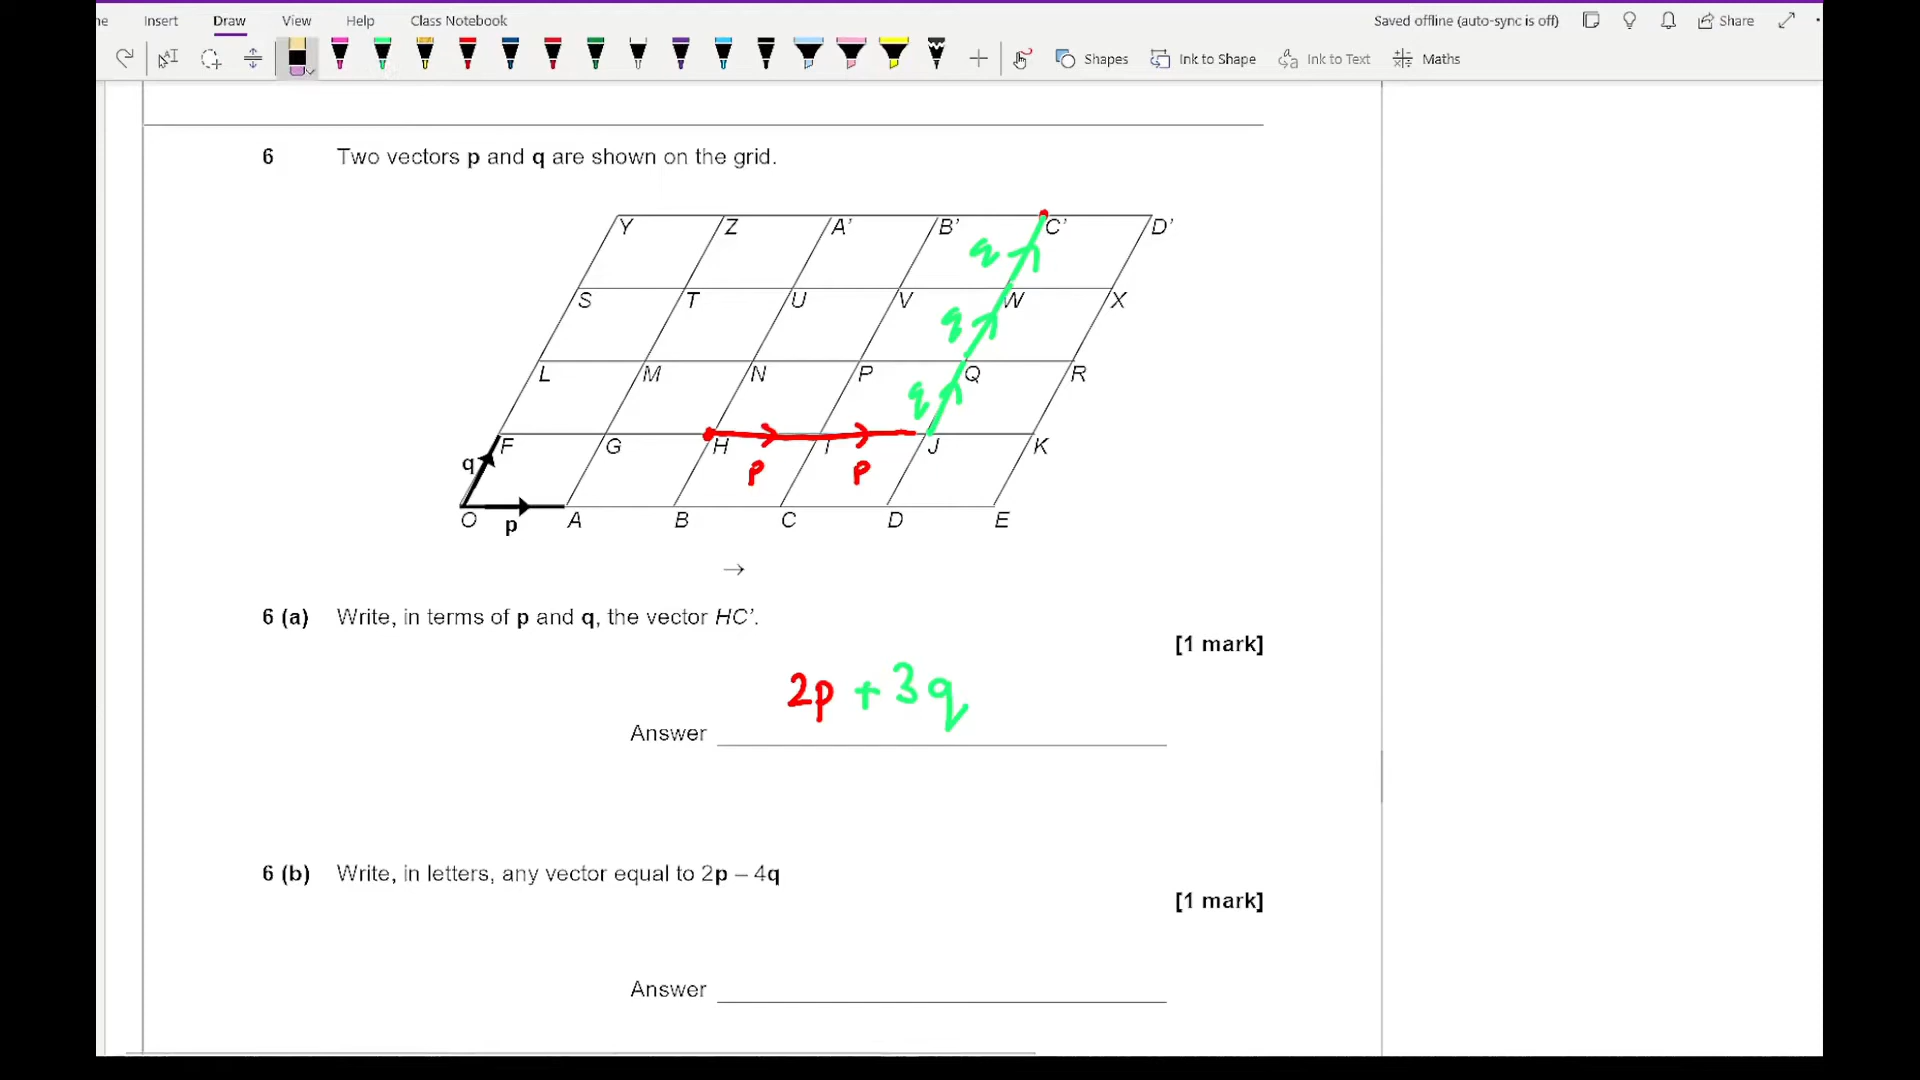 ne Insert Draw View Help Class Notebook Saved offline (auto-sync is off) Share
Shapes Ink to Shape Ink to Text Maths
6 Two vectors p and q are shown on the grid.
Y Z A' B' C' D'
q
S T U V W X
q
L M N P Q R
q
F G H I J K
q p p
O p A B C D E
→
6 (a) Write, in terms of p and q, the vector HC'.
[1 mark]
2p + 3q
Answer
6 (b) Write, in letters, any vector equal to 2p – 4q
[1 mark]
Answer